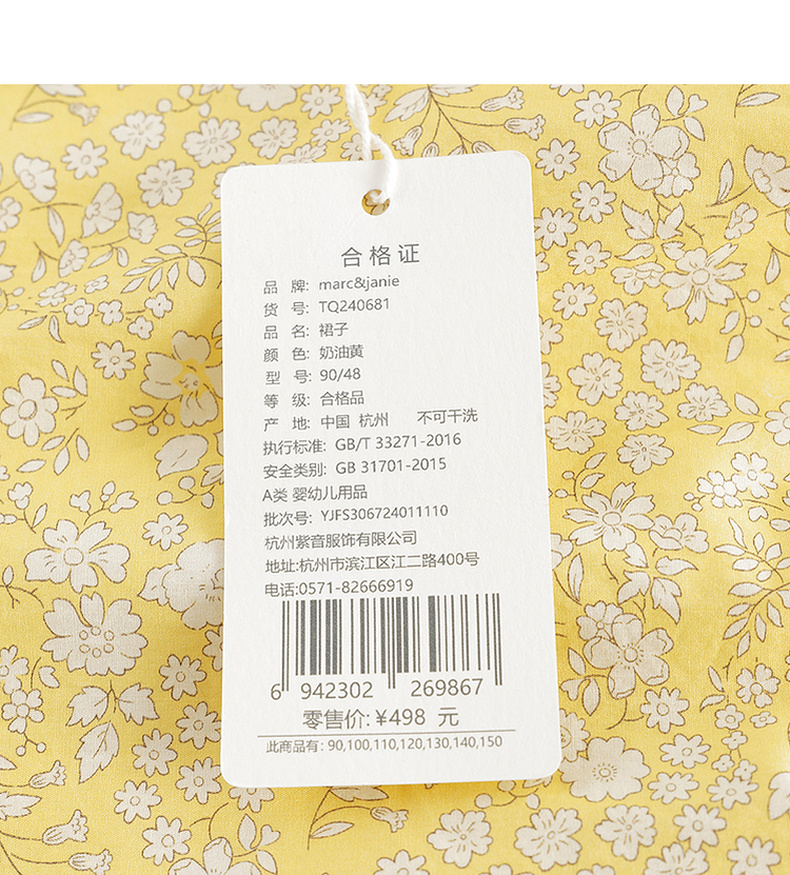 合格证
品 牌: marc&janie
货 号: TQ240681
品 名: 裙子
颜 色: 奶油黄
型 号: 90/48
等 级: 合格品
产 地: 中国 杭州 不可干洗
执行标准: GB/T 33271-2016
安全类别: GB 31701-2015
A类 婴幼儿用品
批次号: YJFS306724011110
杭州紫音服饰有限公司
地址:杭州市滨江区江二路400号
电话:0571-82666919
6 942302 269867
零售价:¥498 元
此商品有: 90,100,110,120,130,140,150